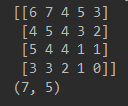 [[6 7 4 5 3]
 [4 5 4 3 2]
 [5 4 4 1 1]
 [3 3 2 1 0]]
(7, 5)